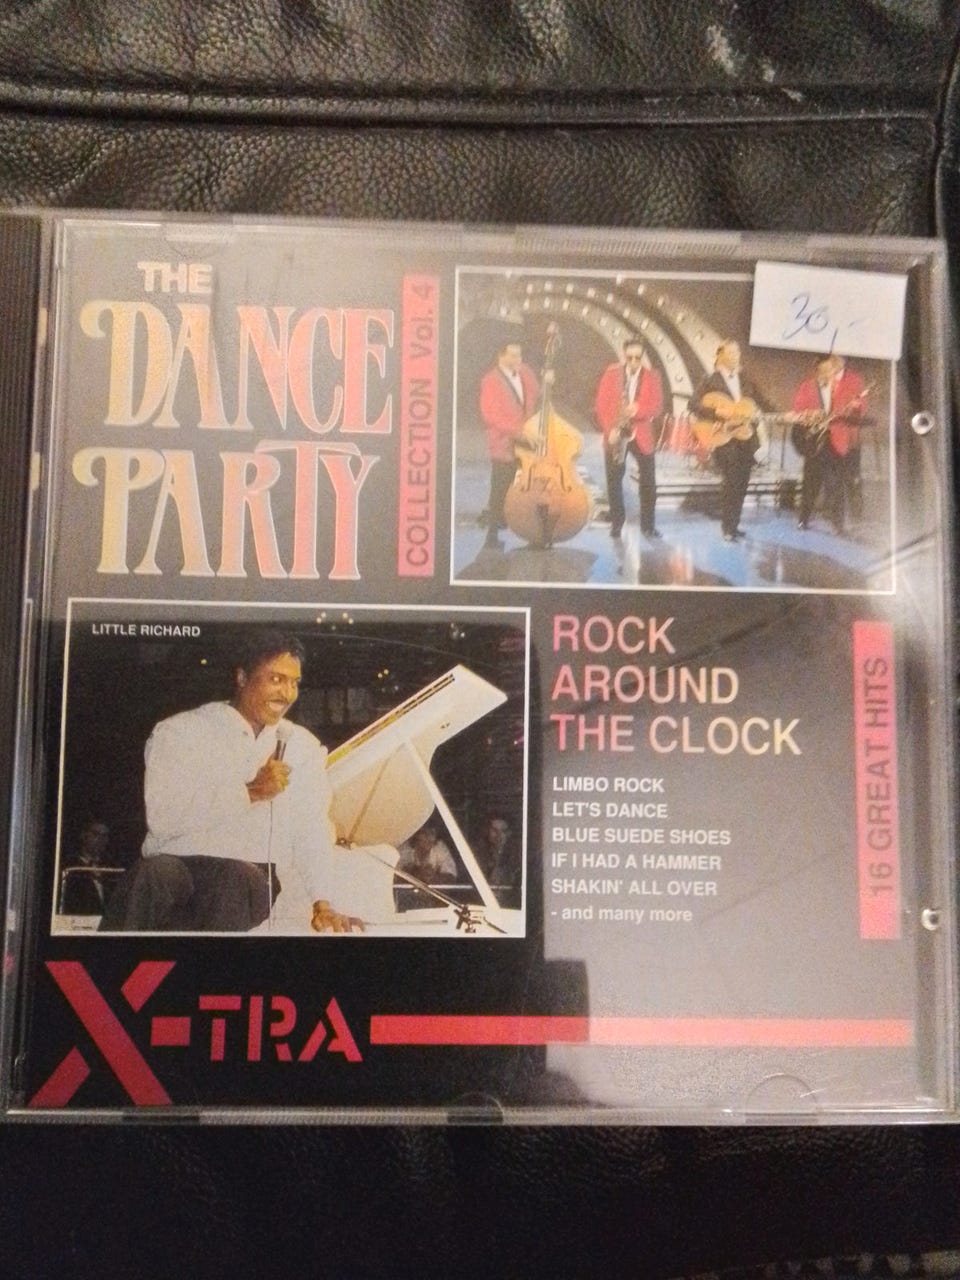 THE
DANCE
PARTY
COLLECTION Vol. 4
30,-
LITTLE RICHARD
ROCK
AROUND
THE CLOCK
LIMBO ROCK
LET'S DANCE
BLUE SUEDE SHOES
IF I HAD A HAMMER
SHAKIN' ALL OVER
- and many more
16 GREAT HITS
X-TRA